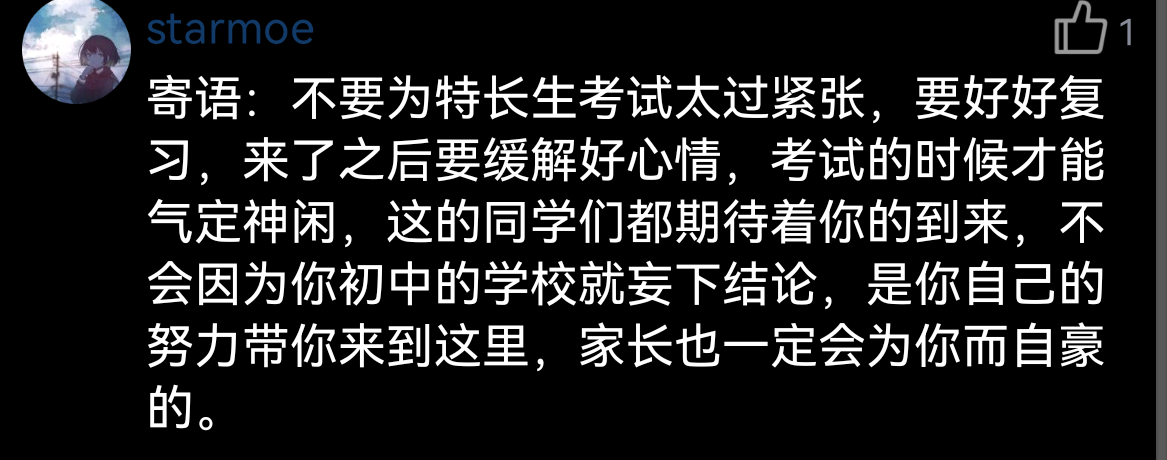 starmoe
1
寄语：不要为特长生考试太过紧张，要好好复
习，来了之后要缓解好心情，考试的时候才能
气定神闲，这的同学们都期待着你的到来，不
会因为你初中的学校就妄下结论，是你自己的
努力带你来到这里，家长也一定会为你而自豪
的。